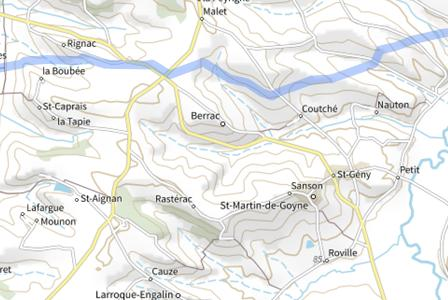 Malet
Rignac
la Boubée
St-Caprais
la Tapie
Berrac
Coutché
Nauton
St-Gény
Petit
Sanson
St-Martin-de-Goyne
Rastérac
St-Aignan
Lafargue
Mounon
Roville
85
Cauze
Larroque-Engalin